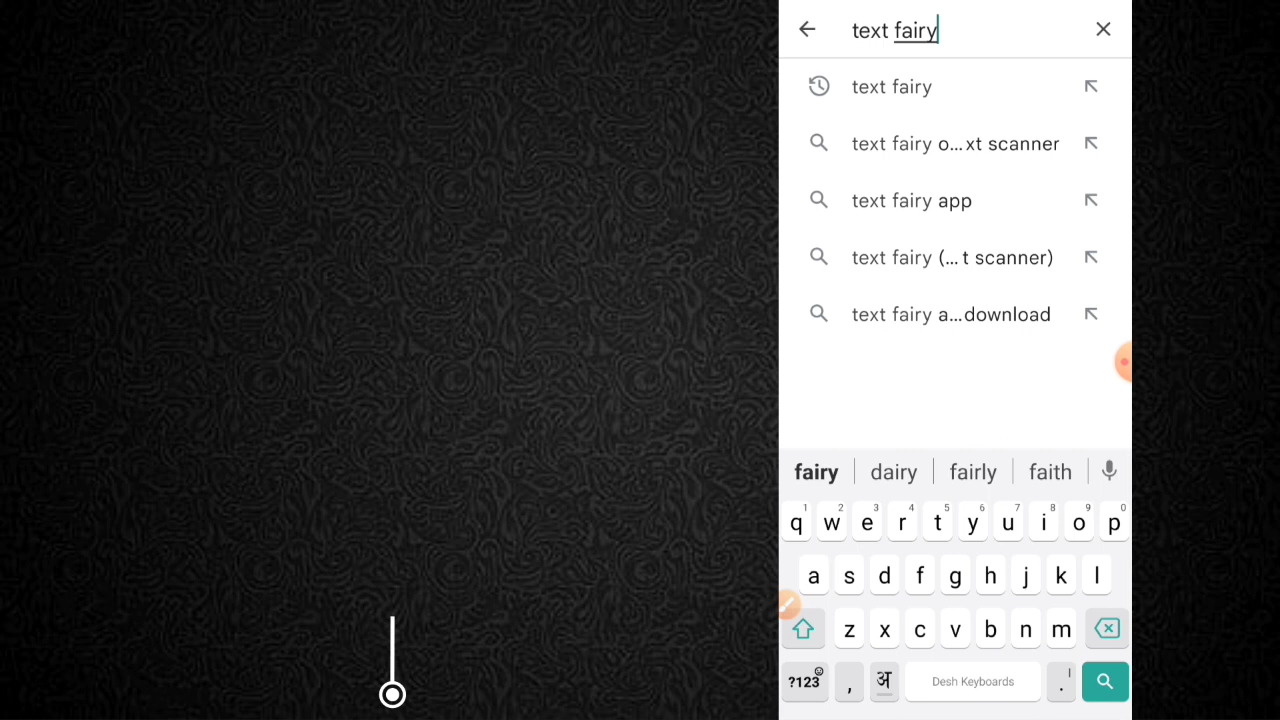 text fairy
text fairy
text fairy o...xt scanner
text fairy app
text fairy (...t scanner)
text fairy a...download
fairy dairy fairly faith
1 2 3 4 5 6 7 8 9 0
q w e r t y u i o p
a s d f g h j k l
z x c v b n m
?123 , अ Desh Keyboards . |